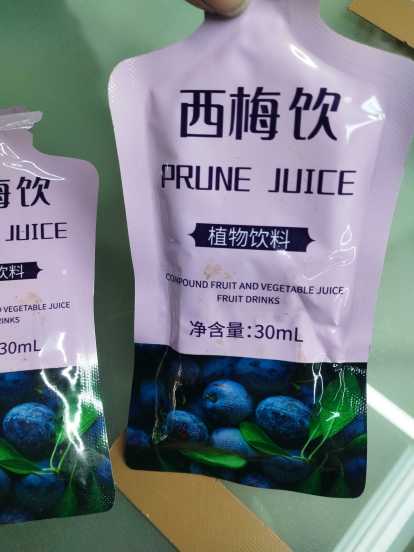 西梅饮
PRUNE JUICE
植物饮料
COMPOUND FRUIT AND VEGETABLE JUICE
FRUIT DRINKS
净含量:30mL
梅饮
JUICE
饮料
VEGETABLE JUICE
30mL